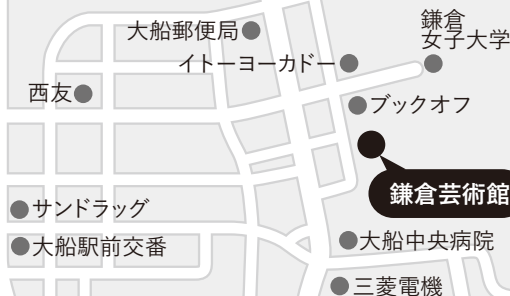 大船郵便局
鎌倉
女子大学
イトーヨーカドー
西友
ブックオフ
鎌倉芸術館
サンドラッグ
大船駅前交番
大船中央病院
三菱電機